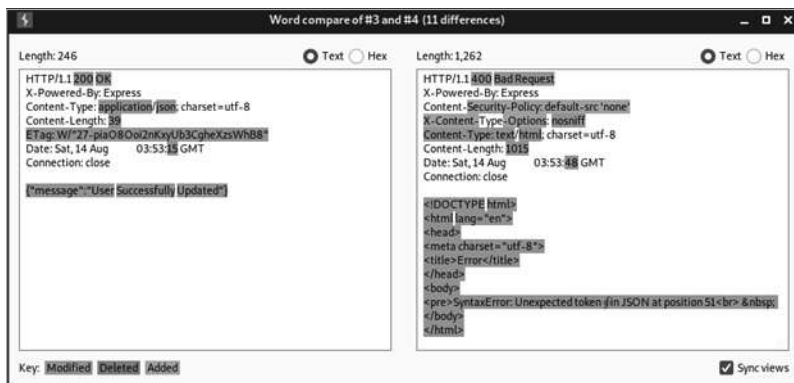 Word compare of #3 and #4 (11 differences)
Length: 246
Text
Hex
HTTP/1.1 200 OK
X-Powered-By: Express
Content-Type: application/json; charset=utf-8
Content-Length: 39
ETag: W/"27-piaO8Ooi2nKxyUb3CgheXzsWhB8"
Date: Sat, 14 Aug 03:53:15 GMT
Connection: close
{"message":"User Successfully Updated"}
Length: 1,262
Text
Hex
HTTP/1.1 400 Bad Request
X-Powered-By: Express
Content-Security-Policy: default-src 'none'
X-Content-Type-Options: nosniff
Content-Type: text/html; charset=utf-8
Content-Length: 1015
Date: Sat, 14 Aug 03:53:48 GMT
Connection: close
<!DOCTYPE html>
<html lang="en">
<head>
<meta charset="utf-8">
<title>Error</title>
</head>
<body>
<pre>SyntaxError: Unexpected token in JSON at position 51<br> &nbsp;
</body>
</html>
Key: Modified Deleted Added
Sync views